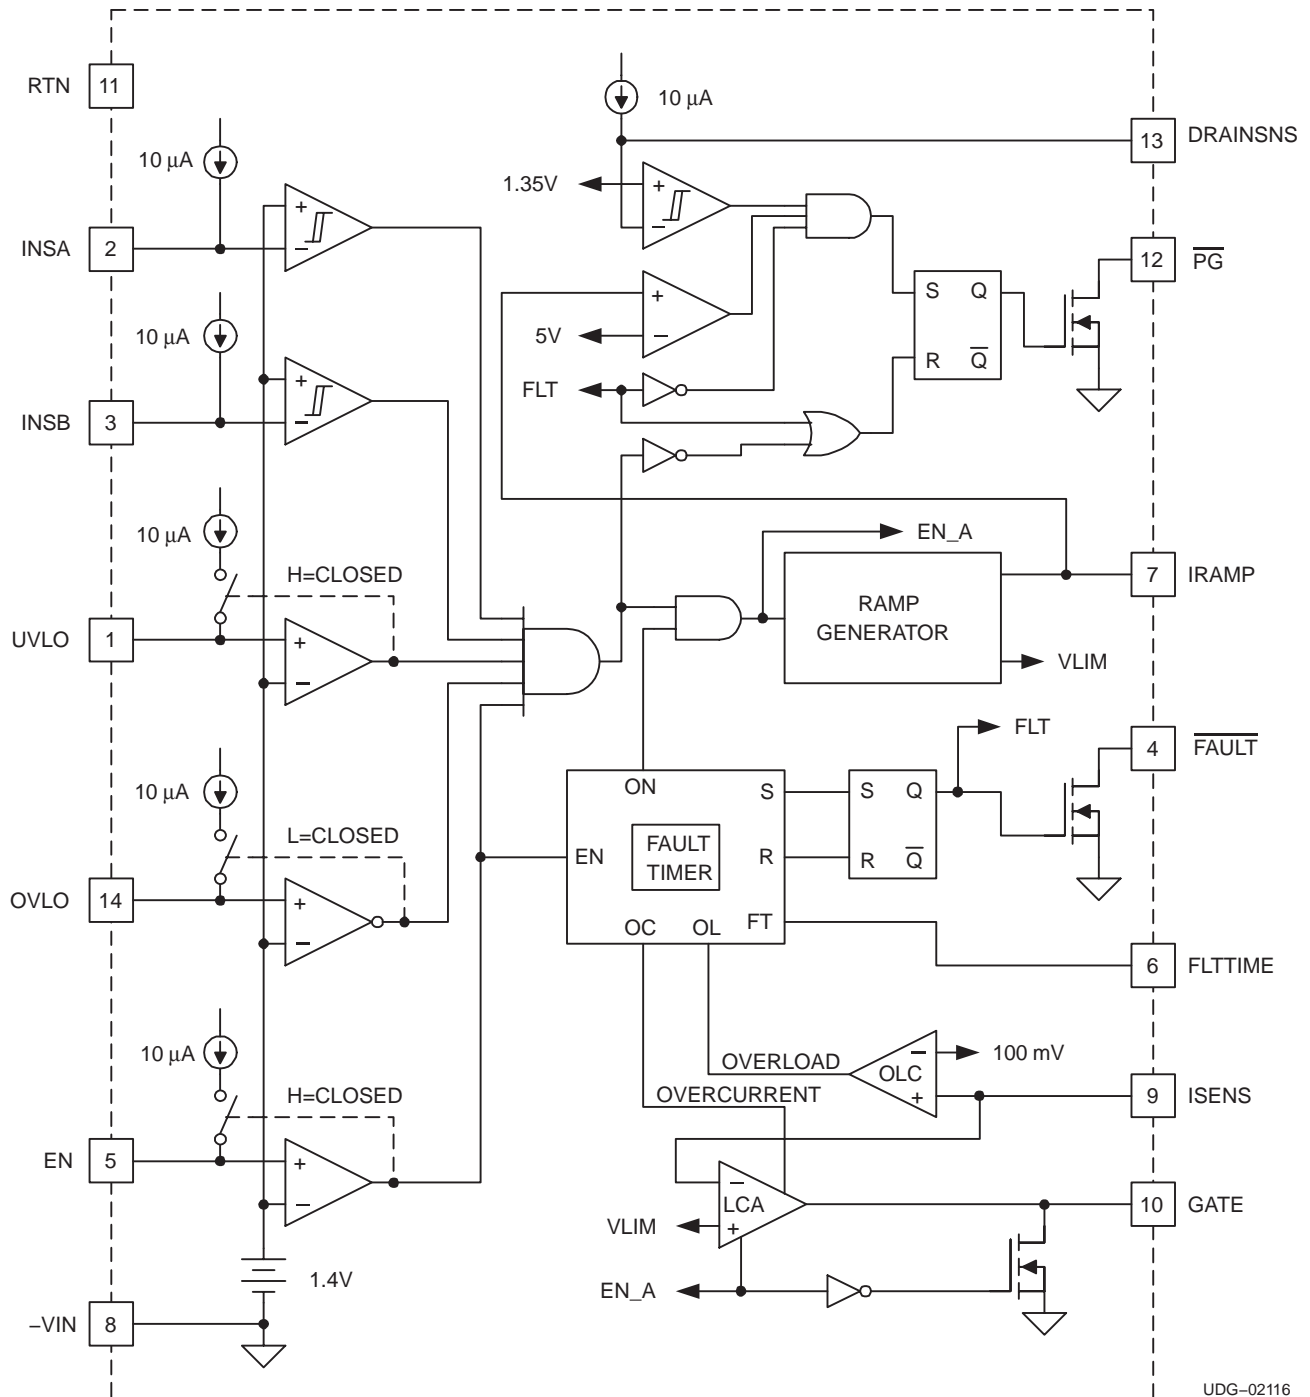 RTN
11
10 μA
13
DRAINSNS
10 μA
1.35V
+
−
+
−
INSA
2
12
PG
S
Q
R
Q
+
−
5V
10 μA
FLT
INSB
3
+
−
10 μA
EN_A
H=CLOSED
RAMP
GENERATOR
7
IRAMP
UVLO
1
+
−
VLIM
FLT
4
FAULT
ON
S
S
Q
10 μA
L=CLOSED
FAULT
TIMER
EN
R
R
Q
OVLO
14
+
−
OC
OL
FT
6
FLTTIME
10 μA
−
100 mV
OVERLOAD
OLC
+
H=CLOSED
OVERCURRENT
9
ISENS
EN
5
+
−
−
LCA
+
10
GATE
VLIM
1.4V
EN_A
–VIN
8
UDG–02116